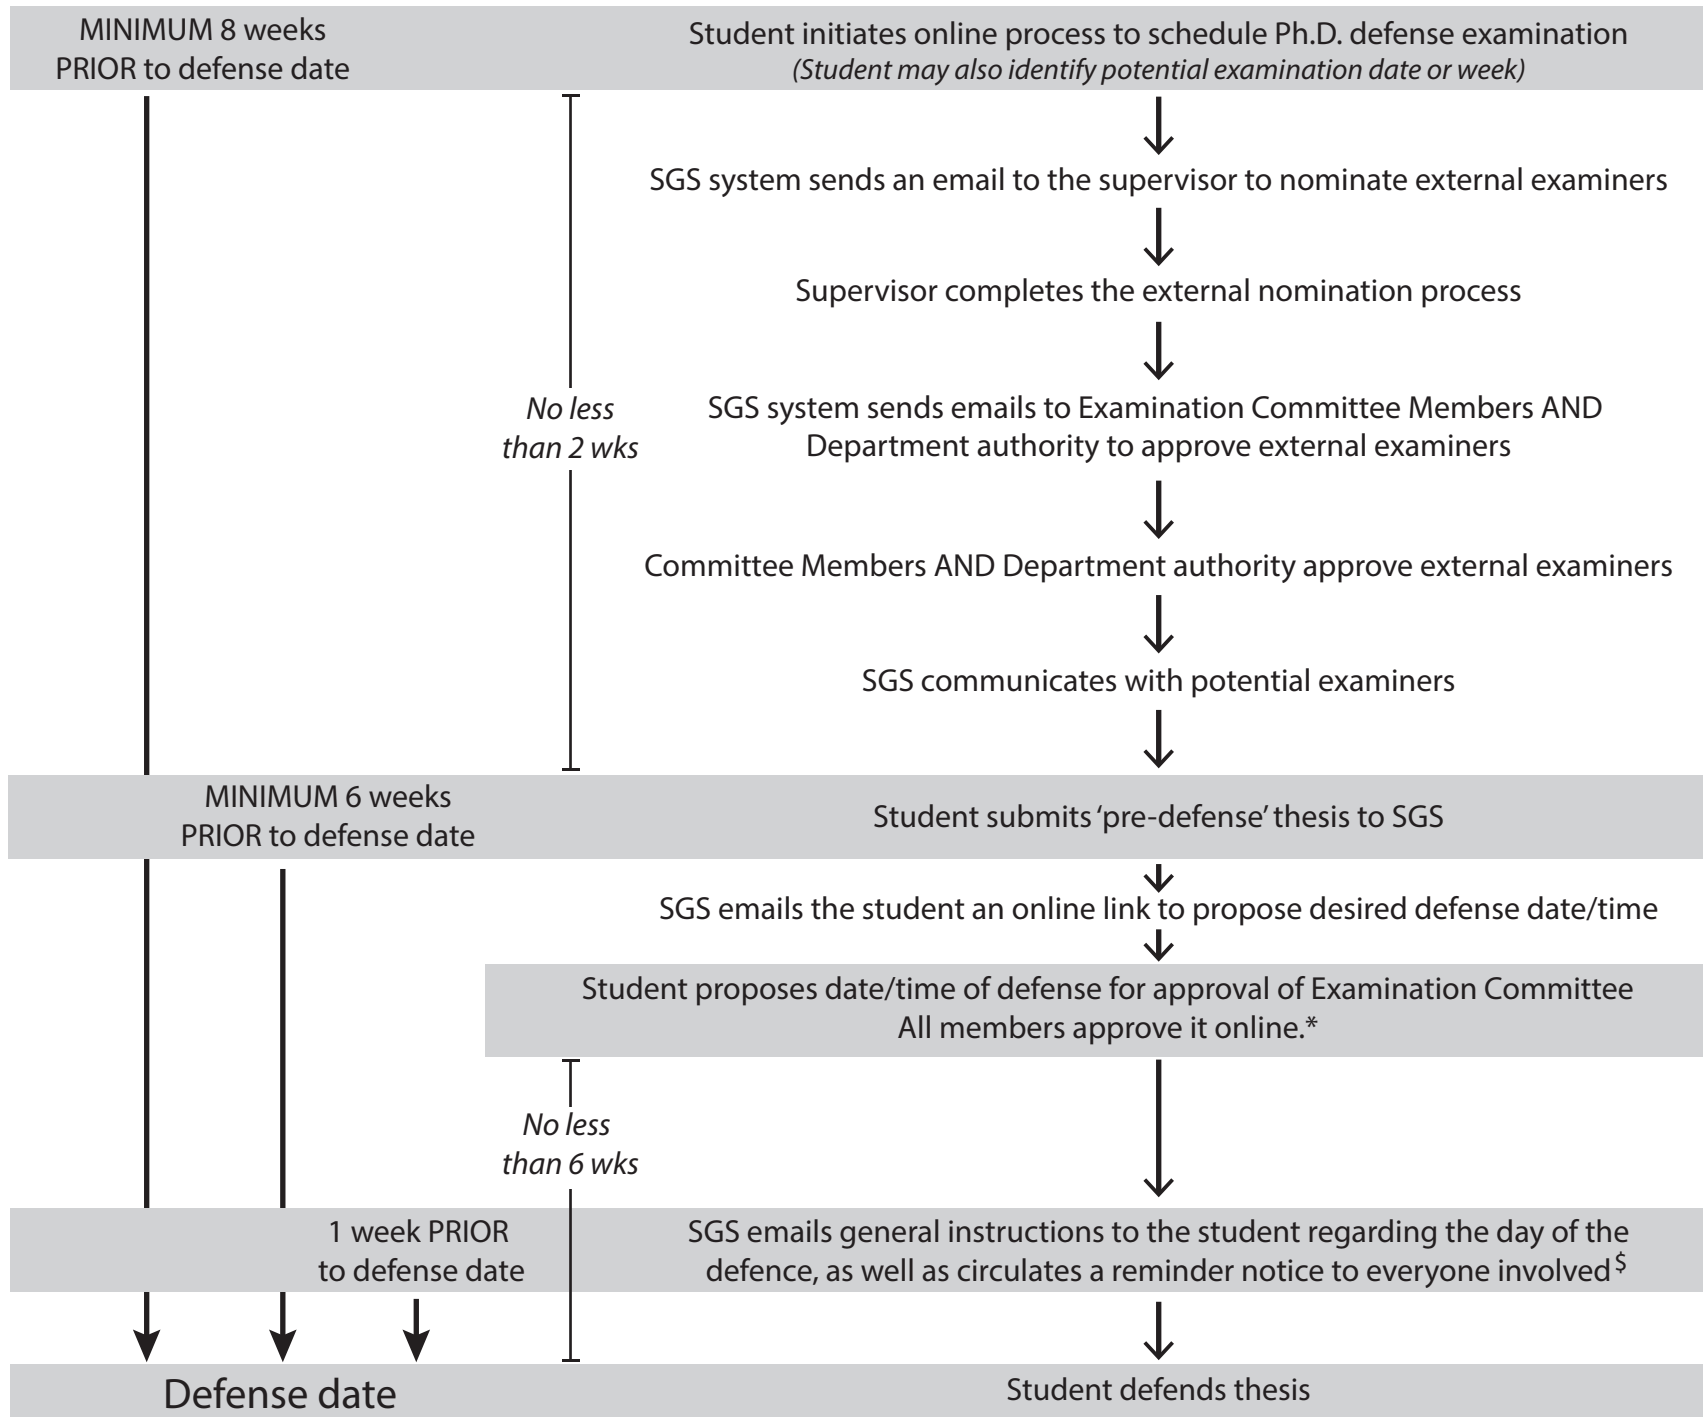 MINIMUM 8 weeks
PRIOR to defense date
Student initiates online process to schedule Ph.D. defense examination
(Student may also identify potential examination date or week)
SGS system sends an email to the supervisor to nominate external examiners
Supervisor completes the external nomination process
No less
than 2 wks
SGS system sends emails to Examination Committee Members AND
Department authority to approve external examiners
Committee Members AND Department authority approve external examiners
SGS communicates with potential examiners
MINIMUM 6 weeks
PRIOR to defense date
Student submits ‘pre-defense’ thesis to SGS
SGS emails the student an online link to propose desired defense date/time
Student proposes date/time of defense for approval of Examination Committee
All members approve it online.*
No less
than 6 wks
1 week PRIOR
to defense date
SGS emails general instructions to the student regarding the day of the
defence, as well as circulates a reminder notice to everyone involved$
Defense date
Student defends thesis